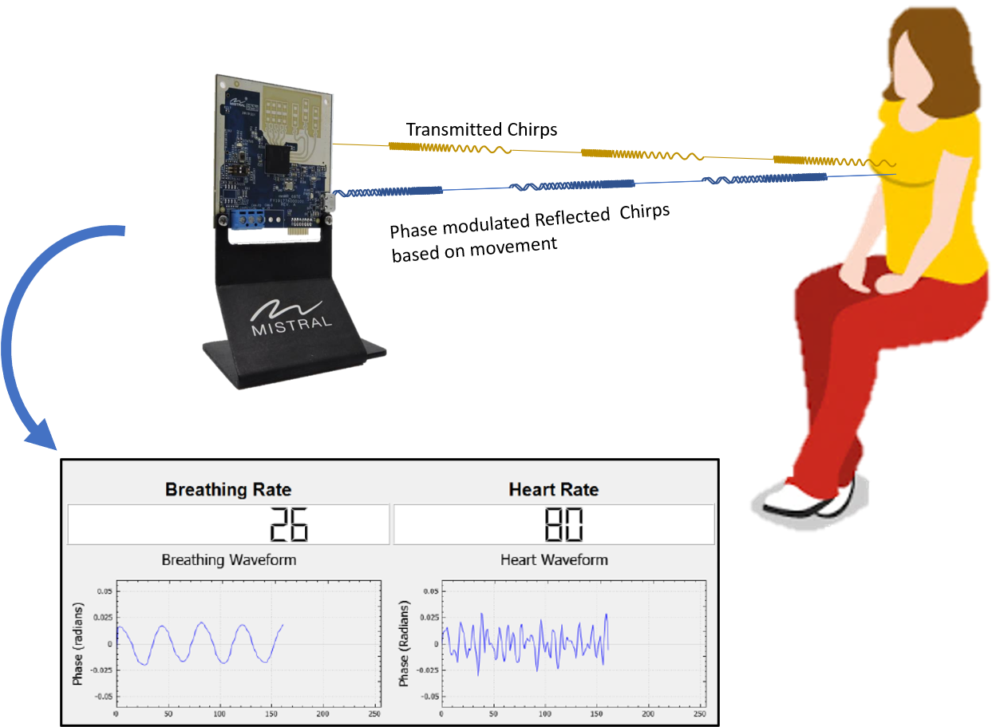 MISTRAL
Transmitted Chirps
Phase modulated Reflected Chirps
based on movement
MISTRAL
Breathing Rate
Heart Rate
26
80
Breathing Waveform
Heart Waveform
Phase (radians)
0.05
0.025
0
-0.025
-0.05
0
50
100
150
200
250
Phase (Radians)
0.05
0.025
0
-0.025
-0.05
0
50
100
150
200
250